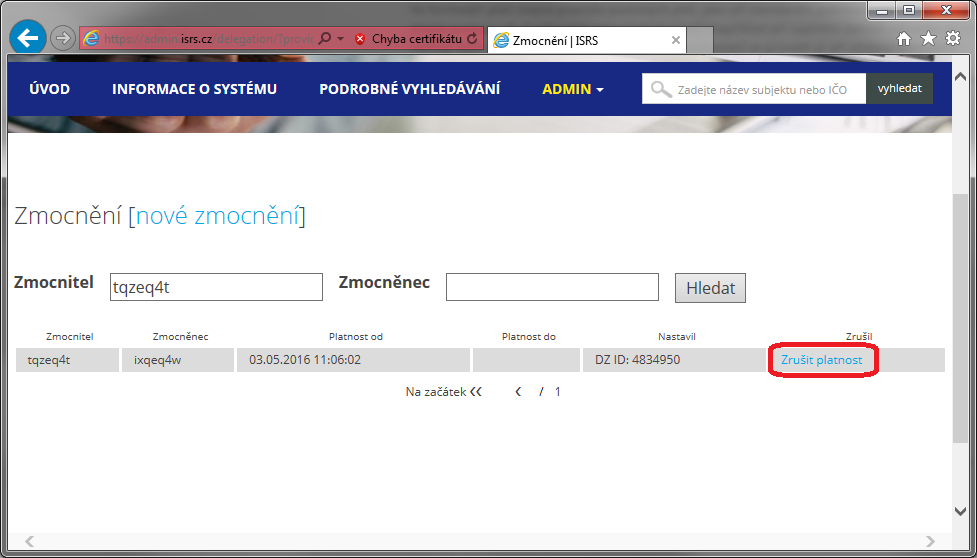 https://admin.isrs.cz/delegation/?provi
Chyba certifikátu
Zmocnění | ISRS
ÚVOD
INFORMACE O SYSTÉMU
PODROBNÉ VYHLEDÁVÁNÍ
ADMIN
Zadejte název subjektu nebo IČO
vyhledat
Zmocnění [nové zmocnění]
Zmocnitel tqzeq4t Zmocněnec Hledat
Zmocnitel Zmocněnec Platnost od Platnost do Nastavil Zrušil
tqzeq4t ixqeq4w 03.05.2016 11:06:02 DZ ID: 4834950 Zrušit platnost
Na začátek / 1